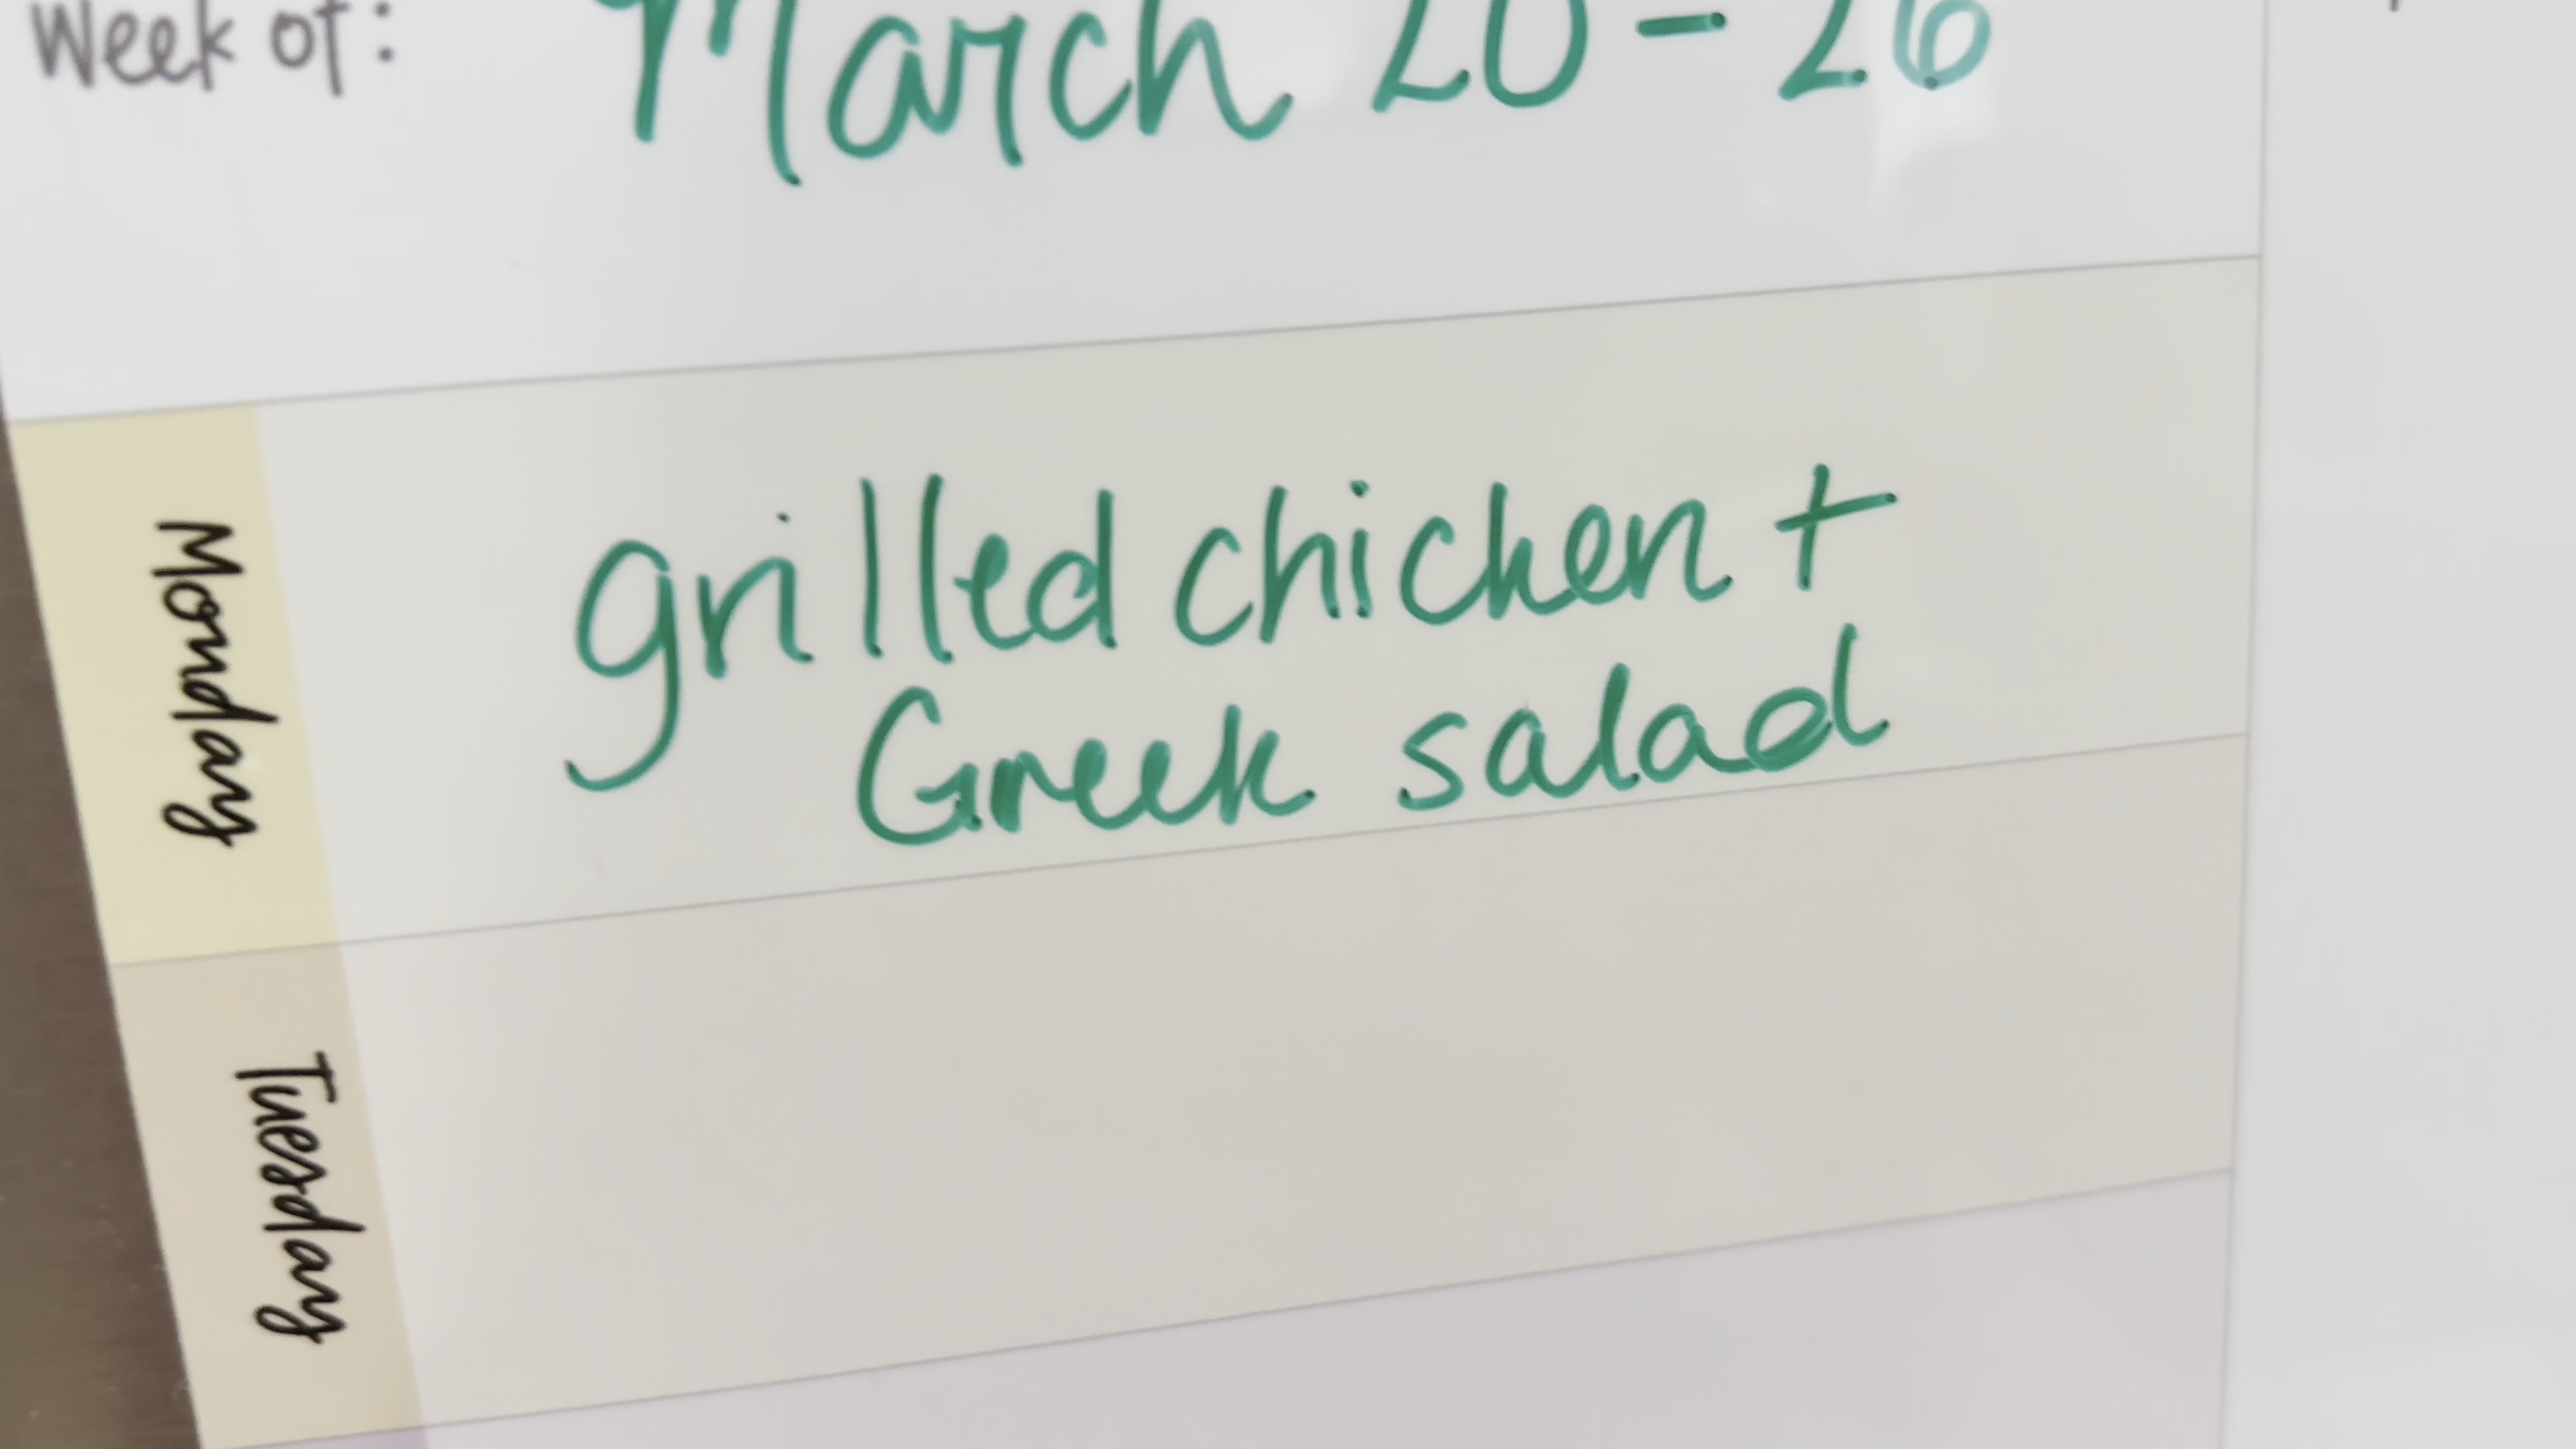 Week of: March 20 - 26
Monday
grilled chicken +
Greek salad
Tuesday